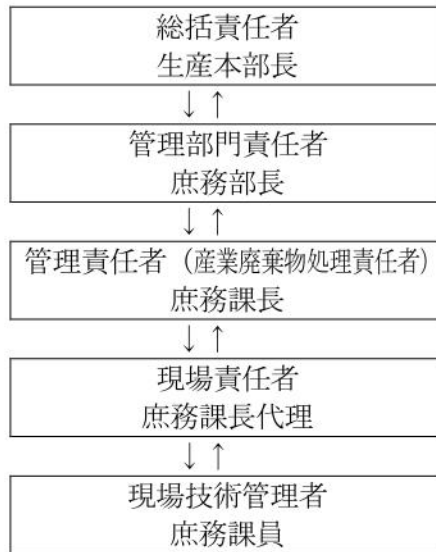 総括責任者
生産本部長
↓ ↑
管理部門責任者
庶務部長
↓ ↑
管理責任者（産業廃棄物処理責任者）
庶務課長
↓ ↑
現場責任者
庶務課長代理
↓ ↑
現場技術管理者
庶務課員